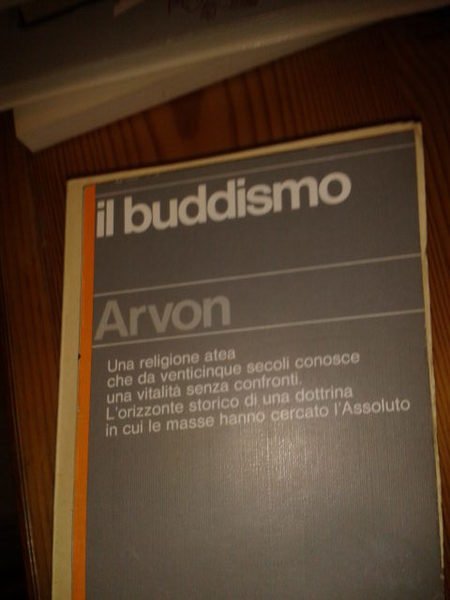 il buddismo
Arvon
Una religione atea
che da venticinque secoli conosce
una vitalità senza confronti.
L'orizzonte storico di una dottrina
in cui le masse hanno cercato l'Assoluto